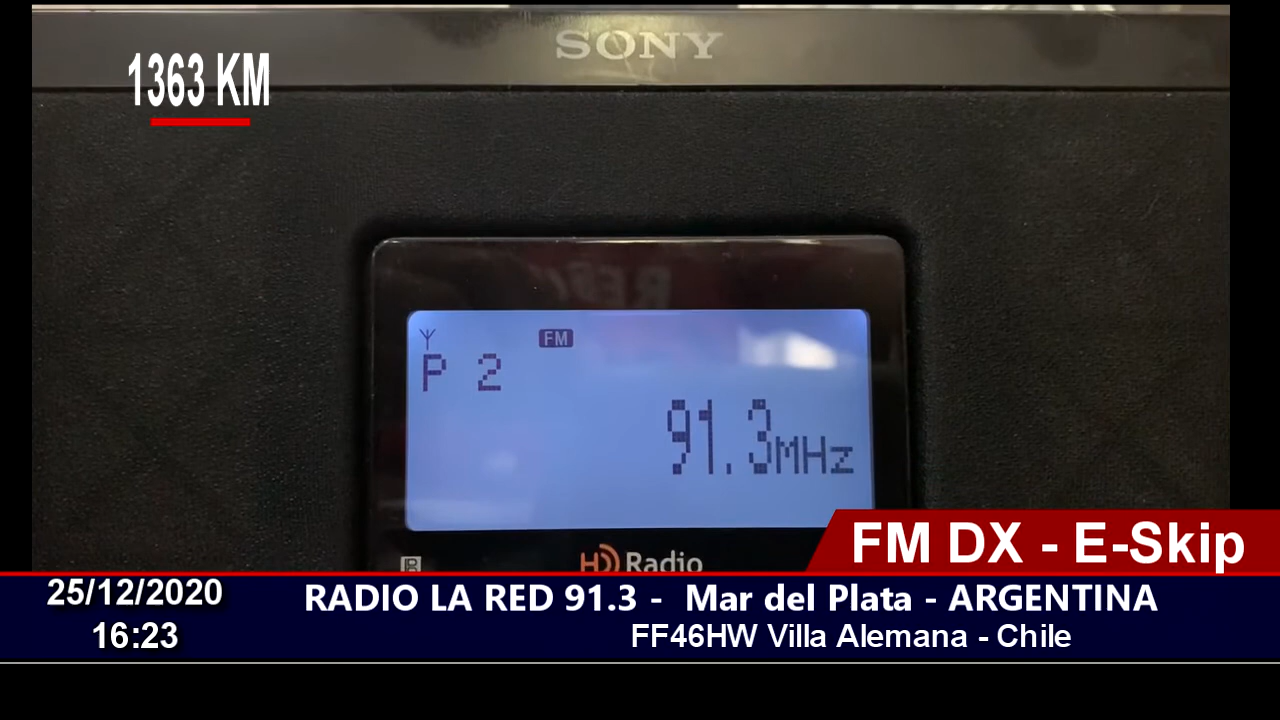 SONY
1363 KM
FM
P 2
91.3MHz
HD Radio
FM DX - E-Skip
25/12/2020
RADIO LA RED 91.3 - Mar del Plata - ARGENTINA
16:23
FF46HW Villa Alemana - Chile